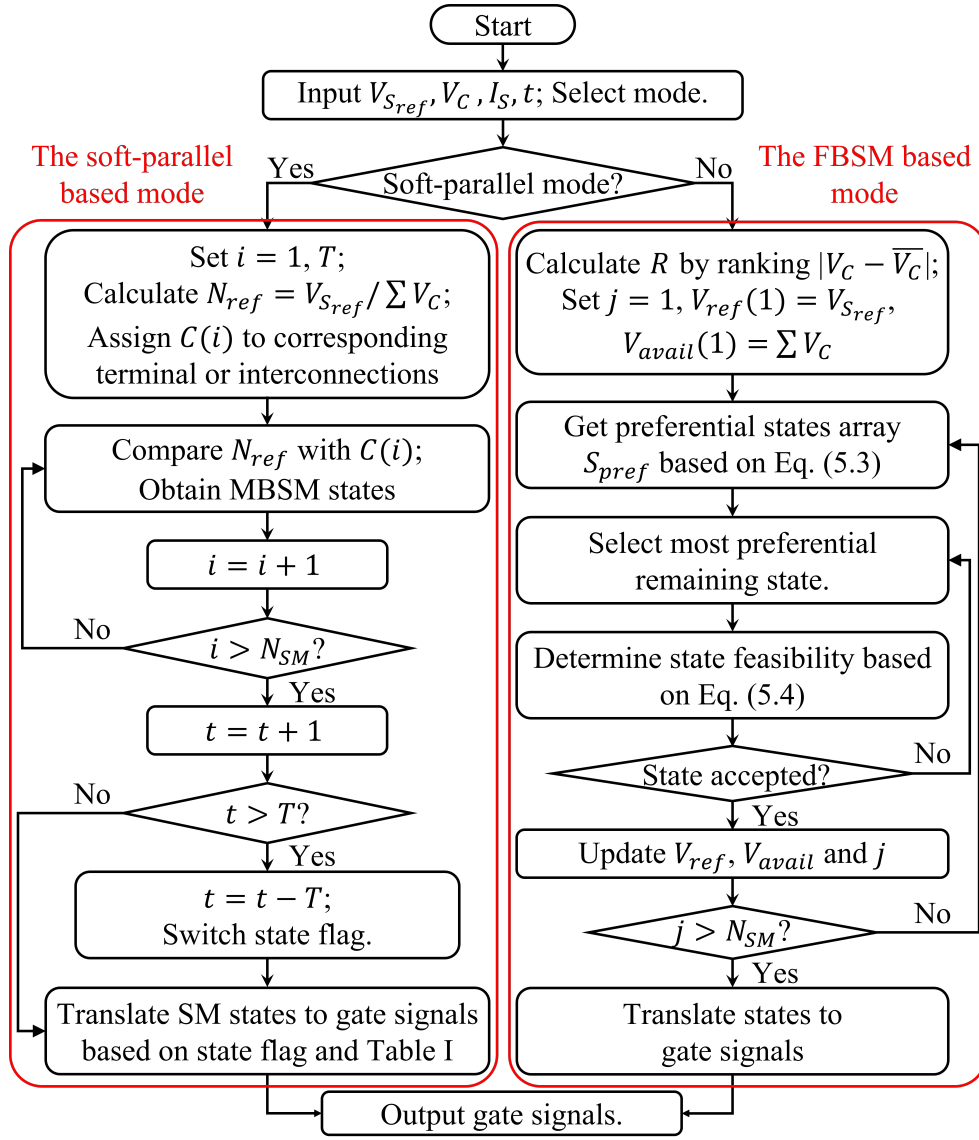 Start
Input $V_{S_{ref}}, V_C, I_S, t$; Select mode.
The soft-parallel
based mode
Yes
Soft-parallel mode?
No
The FBSM based
mode
Set $i = 1, T$;
Calculate $N_{ref} = V_{S_{ref}} / \sum V_C$;
Assign $C(i)$ to corresponding
terminal or interconnections
Compare $N_{ref}$ with $C(i)$;
Obtain MBSM states
$i = i + 1$
No
$i > N_{SM}$?
Yes
$t = t + 1$
No
$t > T$?
Yes
$t = t - T$;
Switch state flag.
Translate SM states to gate signals
based on state flag and Table I
Calculate $R$ by ranking $|V_C - \overline{V_C}|$;
Set $j = 1, V_{ref}(1) = V_{S_{ref}},$
$V_{avail}(1) = \sum V_C$
Get preferential states array
$S_{pref}$ based on Eq. (5.3)
Select most preferential
remaining state.
Determine state feasibility based
on Eq. (5.4)
State accepted?
No
Yes
Update $V_{ref}, V_{avail}$ and $j$
$j > N_{SM}$?
No
Yes
Translate states to
gate signals
Output gate signals.